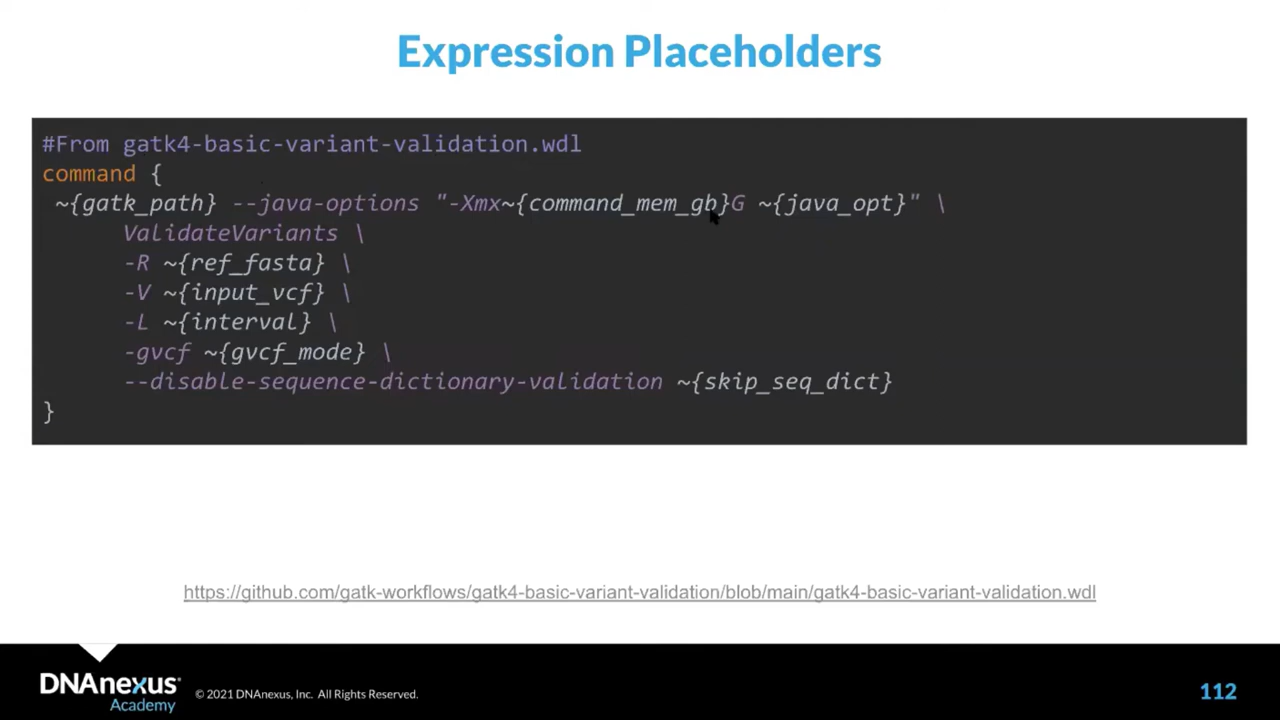 Expression Placeholders
#From gatk4-basic-variant-validation.wdl
command {
~{gatk_path} --java-options "-Xmx~{command_mem_gb}G ~{java_opt}" \
ValidateVariants \
-R ~{ref_fasta} \
-V ~{input_vcf} \
-L ~{interval} \
-gvcf ~{gvcf_mode} \
--disable-sequence-dictionary-validation ~{skip_seq_dict}
}
https://github.com/gatk-workflows/gatk4-basic-variant-validation/blob/main/gatk4-basic-variant-validation.wdl
DNAnexus®
Academy
© 2021 DNAnexus, Inc. All Rights Reserved.
112